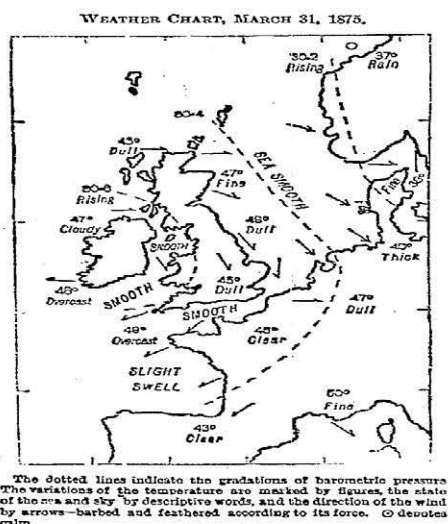 WEATHER CHART, MARCH 31, 1875.
30·2
Rising
37°
Rain
30·4
45°
Dull
SEA SMOOTH
47°
Fine
Fine
30·6
Rising
47°
Cloudy
SMOOTH
49°
Dull
Thick
Overcast
SMOOTH
45°
Dull
SMOOTH
47°
Dull
49°
Overcast
45°
Clear
SLIGHT
SWELL
50°
Fine
43°
Clear
The dotted lines indicate the gradations of barometric pressure
The variations of the temperature are marked by figures, the state
of the sea and sky by descriptive words, and the direction of the wind
by arrows—barbed and feathered according to its force. ⊙ denotes
calm.